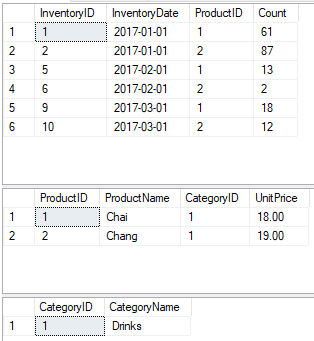 InventoryID InventoryDate ProductID Count
1 1 2017-01-01 1 61
2 2 2017-01-01 2 87
3 5 2017-02-01 1 13
4 6 2017-02-01 2 2
5 9 2017-03-01 1 18
6 10 2017-03-01 2 12
ProductID ProductName CategoryID UnitPrice
1 1 Chai 1 18.00
2 2 Chang 1 19.00
CategoryID CategoryName
1 1 Drinks